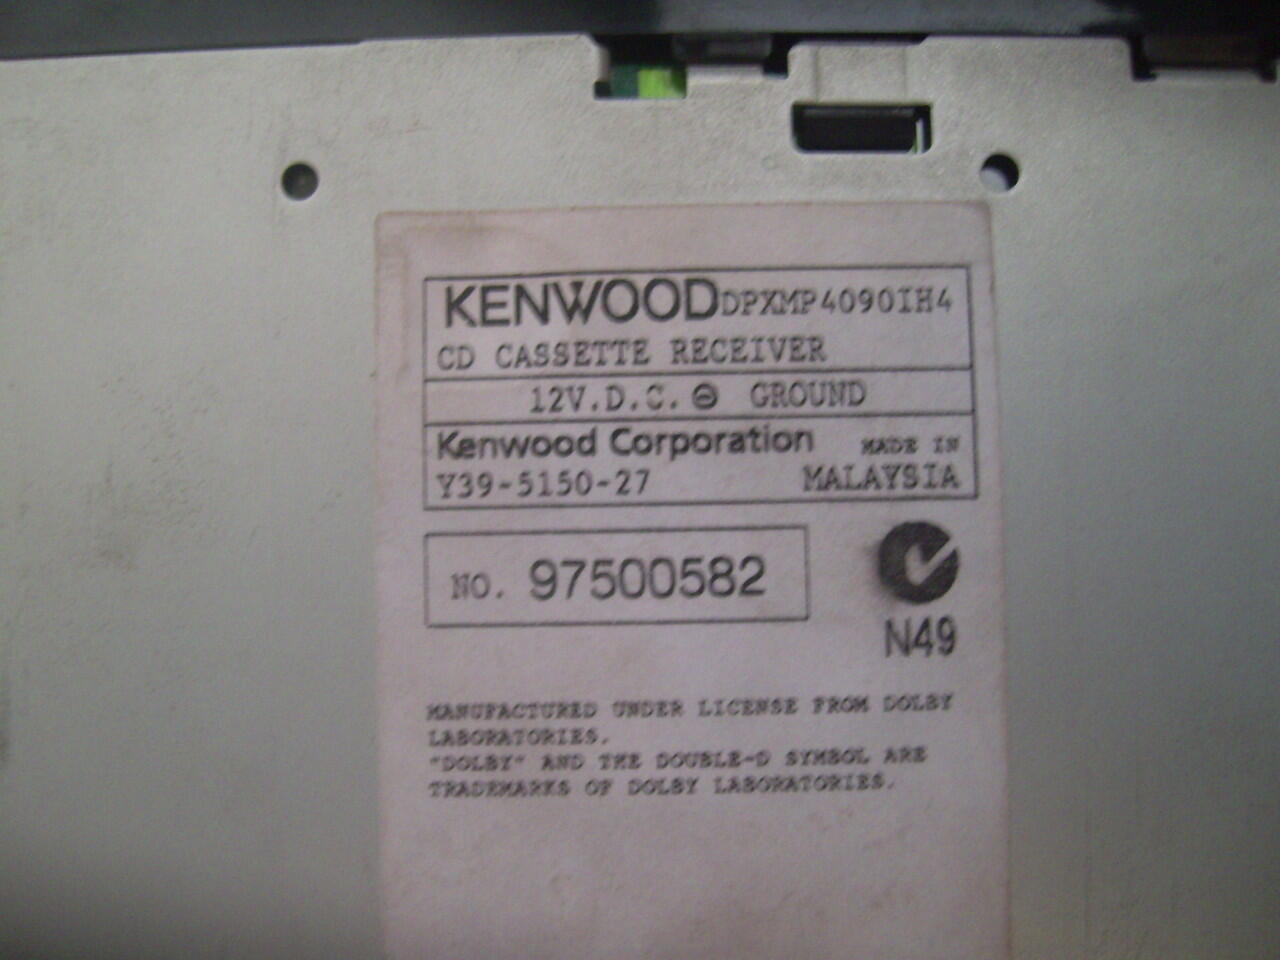 KENWOOD DPXMP4090IH4
CD CASSETTE RECEIVER
12V.D.C. ⊖ GROUND
Kenwood Corporation MADE IN
Y39-5150-27 MALAYSIA
NO. 97500582
N49
MANUFACTURED UNDER LICENSE FROM DOLBY
LABORATORIES.
"DOLBY" AND THE DOUBLE-D SYMBOL ARE
TRADEMARKS OF DOLBY LABORATORIES.